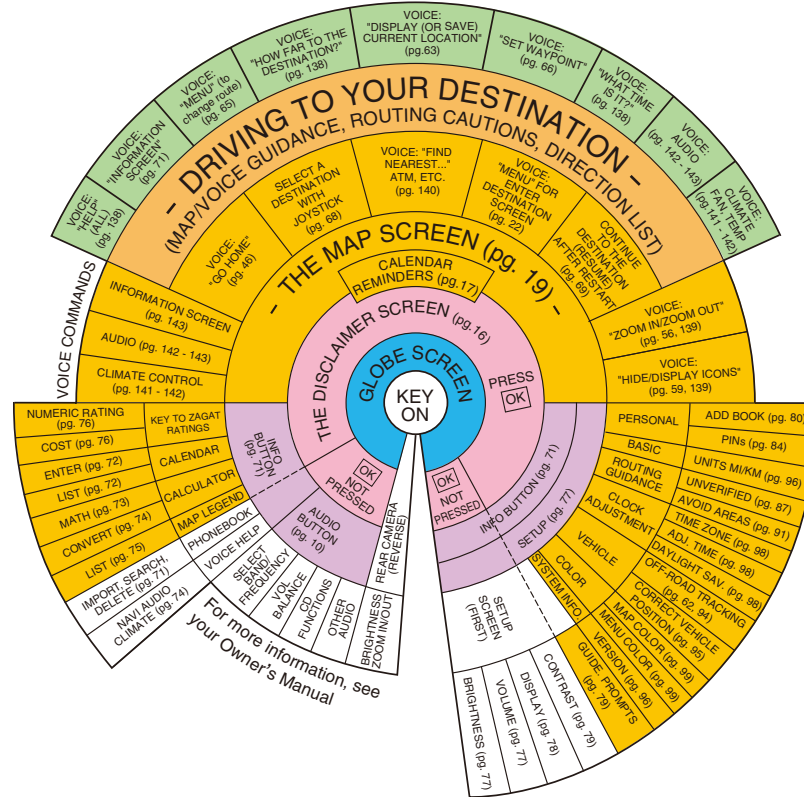 VOICE:
"HELP"
(ALL)
(pg. 138)
VOICE:
"INFORMATION
SCREEN"
(pg. 71)
VOICE:
"MENU" (to
change route)
(pg. 65)
VOICE:
"HOW FAR TO THE
DESTINATION?"
(pg. 138)
VOICE:
"DISPLAY (OR SAVE)
CURRENT LOCATION"
(pg.63)
VOICE:
"SET WAYPOINT"
(pg. 66)
VOICE:
"WHAT TIME
IS IT?"
(pg. 138)
VOICE:
AUDIO
(pg. 142 - 143)
VOICE:
CLIMATE
FAN, TEMP
(pg.141 - 142)
- DRIVING TO YOUR DESTINATION -
(MAP/VOICE GUIDANCE, ROUTING CAUTIONS, DIRECTION LIST)
VOICE:
"GO HOME"
(pg. 46)
SELECT A
DESTINATION
WITH
JOYSTICK
(pg. 68)
VOICE: "FIND
NEAREST..."
ATM, ETC.
(pg. 140)
VOICE:
"MENU" FOR
ENTER
DESTINATION
SCREEN
(pg. 22)
CONTINUE
TO THE
DESTINATION
(RESUME)
AFTER RESTART
(pg. 69)
VOICE COMMANDS
INFORMATION SCREEN
(pg. 143)
AUDIO (pg. 142 - 143)
CLIMATE CONTROL
(pg. 141 - 142)
- THE MAP SCREEN (pg. 19) -
CALENDAR
REMINDERS (pg.17)
VOICE:
"ZOOM IN/ZOOM OUT"
(pg. 56, 139)
VOICE:
"HIDE/DISPLAY ICONS"
(pg. 59, 139)
THE DISCLAIMER SCREEN (pg.16)
PRESS
OK
GLOBE SCREEN
KEY
ON
OK
NOT
PRESSED
OK
NOT
PRESSED
NUMERIC RATING
(pg. 76)
COST (pg. 76)
ENTER (pg. 72)
LIST (pg. 72)
MATH (pg. 73)
CONVERT (pg. 74)
LIST (pg. 75)
IMPORT, SEARCH,
DELETE (pg. 71)
NAVI AUDIO
CLIMATE (pg. 74)
KEY TO ZAGAT
RATINGS
CALENDAR
CALCULATOR
MAP LEGEND
PHONEBOOK
VOICE HELP
INFO
BUTTON
(pg. 71)
AUDIO
BUTTON
(pg. 10)
SELECT
BAND/
FREQUENCY
VOL
BALANCE
CD
FUNCTIONS
OTHER
AUDIO
BRIGHTNESS
ZOOM IN/OUT
REAR CAMERA
(REVERSE)
For more information, see
your Owner's Manual
INFO BUTTON (pg. 71)
SETUP (pg. 77)
PERSONAL
BASIC
ROUTING
GUIDANCE
CLOCK
ADJUSTMENT
VEHICLE
COLOR
SYSTEM INFO
SETUP
SCREEN
(FIRST)
ADD BOOK (pg. 80)
PINs (pg. 84)
UNITS MI/KM (pg. 96)
UNVERIFIED (pg. 87)
AVOID AREAS (pg. 91)
TIME ZONE (pg. 98)
ADJ. TIME (pg. 98)
DAYLIGHT SAV. (pg. 98)
OFF-ROAD TRACKING
(pg. 62, 94)
CORRECT VEHICLE
POSITION (pg. 95)
MAP COLOR (pg. 99)
MENU COLOR (pg. 99)
VERSION (pg. 96)
GUIDE. PROMPTS
(pg. 79)
CONTRAST (pg. 79)
DISPLAY (pg. 78)
VOLUME (pg. 77)
BRIGHTNESS (pg. 77)